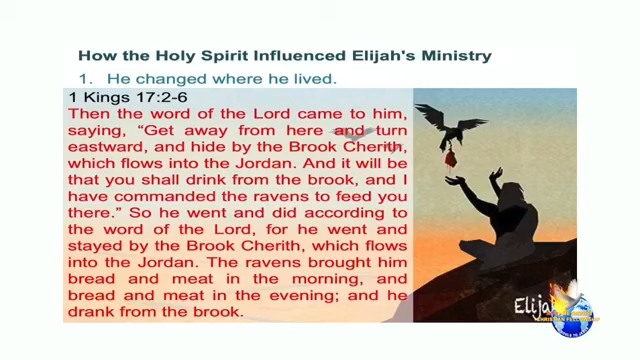 How the Holy Spirit Influenced Elijah's Ministry
1. He changed where he lived.
1 Kings 17:2-6
Then the word of the Lord came to him,
saying, “Get away from here and turn
eastward, and hide by the Brook Cherith,
which flows into the Jordan. And it will be
that you shall drink from the brook, and I
have commanded the ravens to feed you
there.” So he went and did according to
the word of the Lord, for he went and
stayed by the Brook Cherith, which flows
into the Jordan. The ravens brought him
bread and meat in the morning, and
bread and meat in the evening; and he
drank from the brook.
Elijah
CHRISTIAN FELLOWSHIP